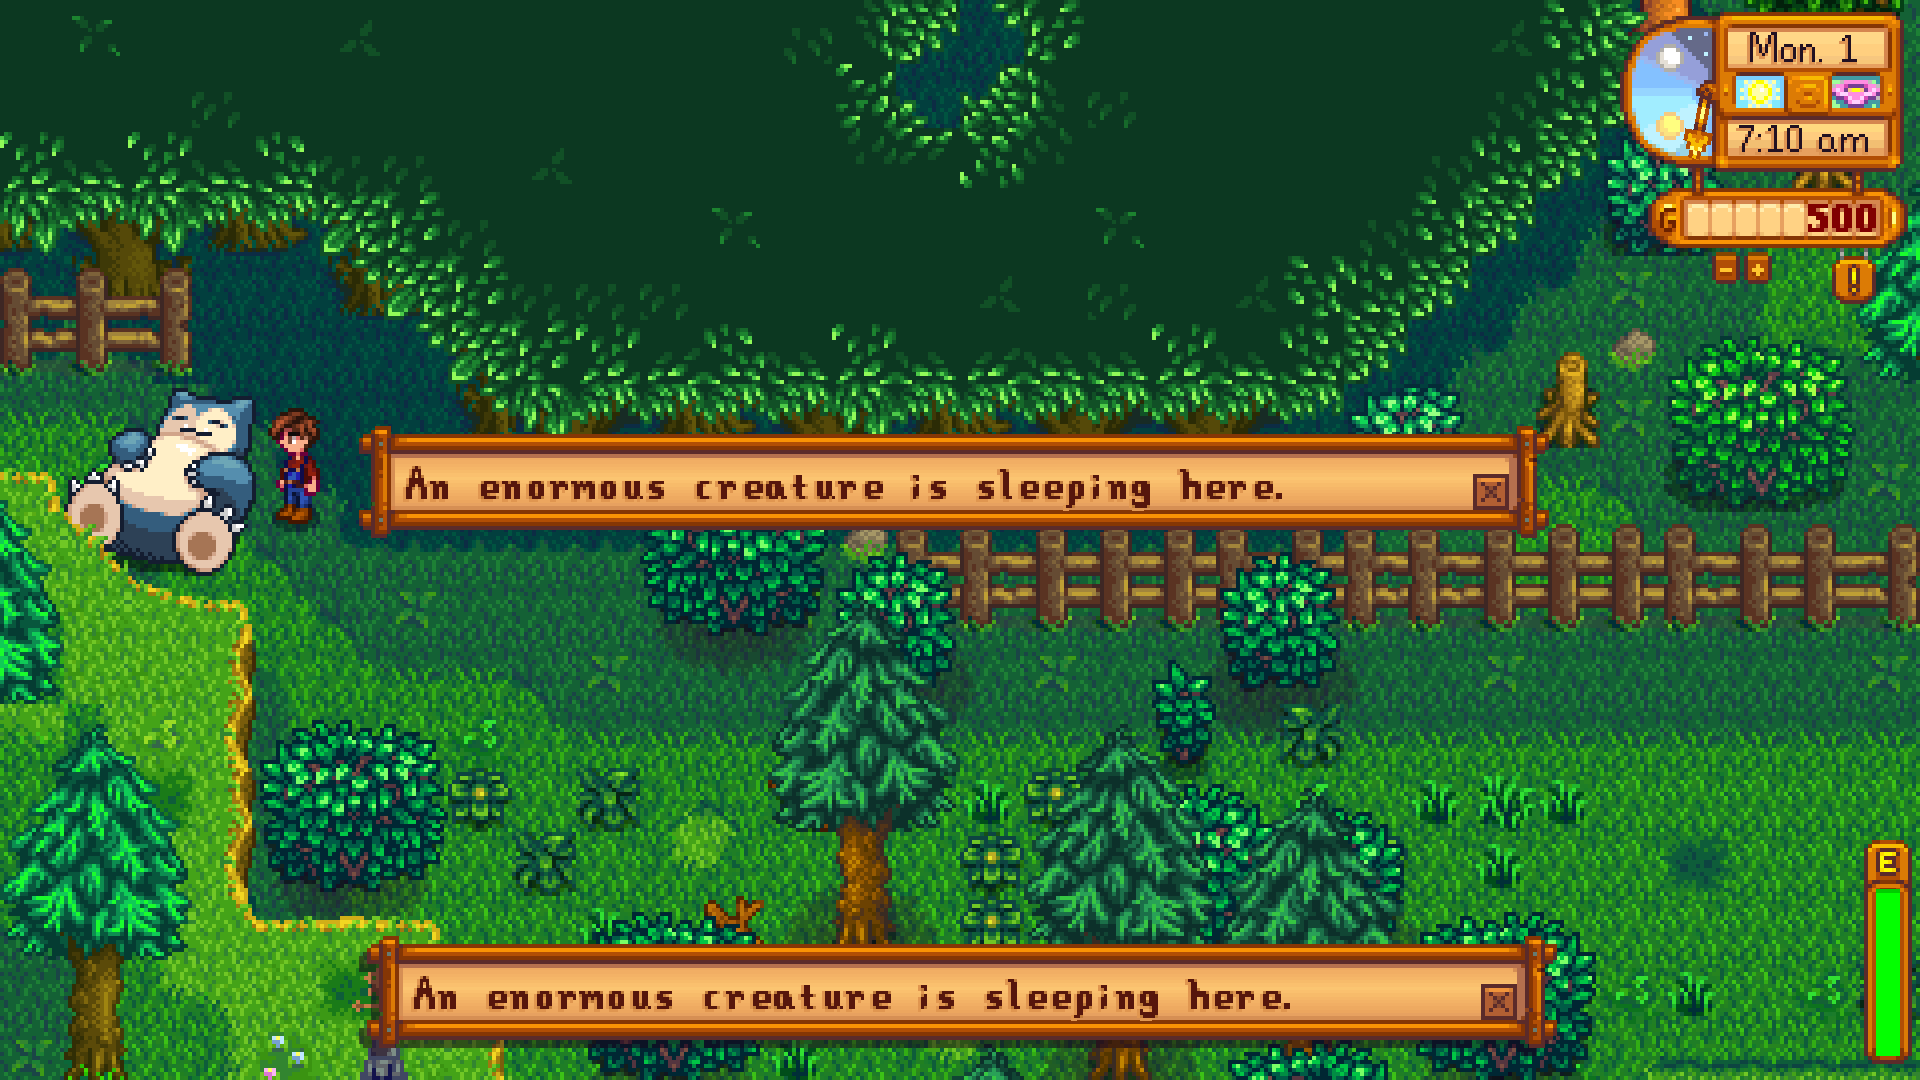 Mon. 1
7:10 am
G 500
- +
!
An enormous creature is sleeping here.
E
An enormous creature is sleeping here.